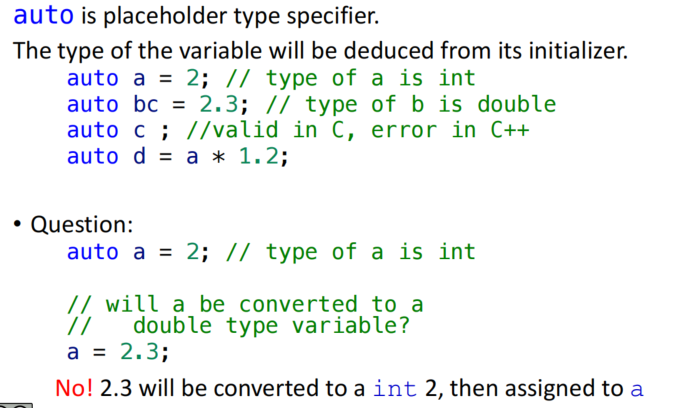 auto is placeholder type specifier.
The type of the variable will be deduced from its initializer.
auto a = 2; // type of a is int
auto bc = 2.3; // type of b is double
auto c ; //valid in C, error in C++
auto d = a * 1.2;
• Question:
auto a = 2; // type of a is int
// will a be converted to a
//   double type variable?
a = 2.3;
No! 2.3 will be converted to a int 2, then assigned to a